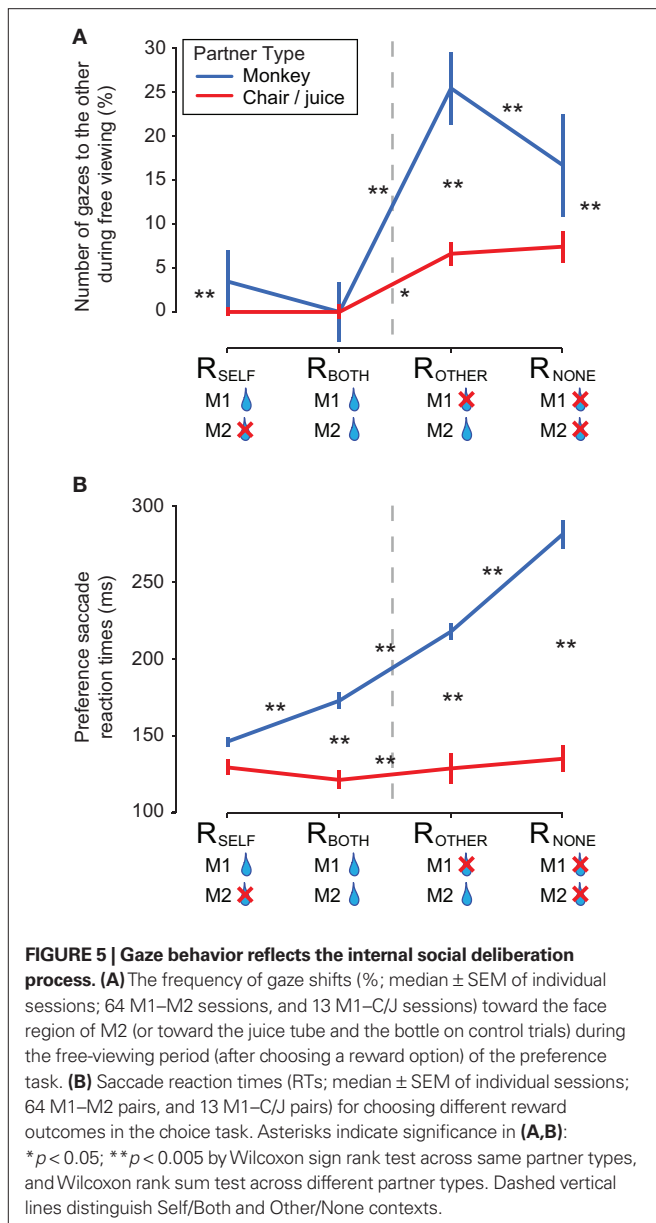 A
30
25
20
15
10
5
0
Number of gazes to the other
during free viewing (%)
Partner Type
Monkey
Chair / juice
**
**
**
**
**
*
R_SELF R_BOTH R_OTHER R_NONE
M1 M1 M1 M1
M2 M2 M2 M2
B
300
250
200
150
100
Preference saccade
reaction times (ms)
**
**
**
**
**
**
**
R_SELF R_BOTH R_OTHER R_NONE
M1 M1 M1 M1
M2 M2 M2 M2
FIGURE 5 | Gaze behavior reflects the internal social deliberation
process. (A) The frequency of gaze shifts (%; median ± SEM of individual
sessions; 64 M1–M2 sessions, and 13 M1–C/J sessions) toward the face
region of M2 (or toward the juice tube and the bottle on control trials) during
the free-viewing period (after choosing a reward option) of the preference
task. (B) Saccade reaction times (RTs; median ± SEM of individual sessions;
64 M1–M2 pairs, and 13 M1–C/J pairs) for choosing different reward
outcomes in the choice task. Asterisks indicate significance in (A,B):
*p < 0.05; **p < 0.005 by Wilcoxon sign rank test across same partner types,
and Wilcoxon rank sum test across different partner types. Dashed vertical
lines distinguish Self/Both and Other/None contexts.